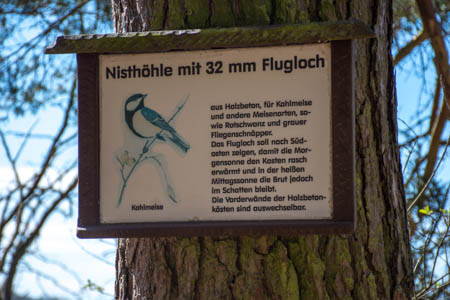 Nisthöhle mit 32 mm Flugloch
aus Holzbeton, für Kohlmeise
und andere Meisenarten, so-
wie Rotschwanz und grauer
Fliegenschnäpper.
Das Flugloch soll nach Süd-
osten zeigen, damit die Mor-
gensonne den Kasten rasch
erwärmt und in der heißen
Mittagssonne die Brut jedoch
im Schatten bleibt.
Die Vorderwände der Holzbeton-
kästen sind auswechselbar.
Kohlmeise